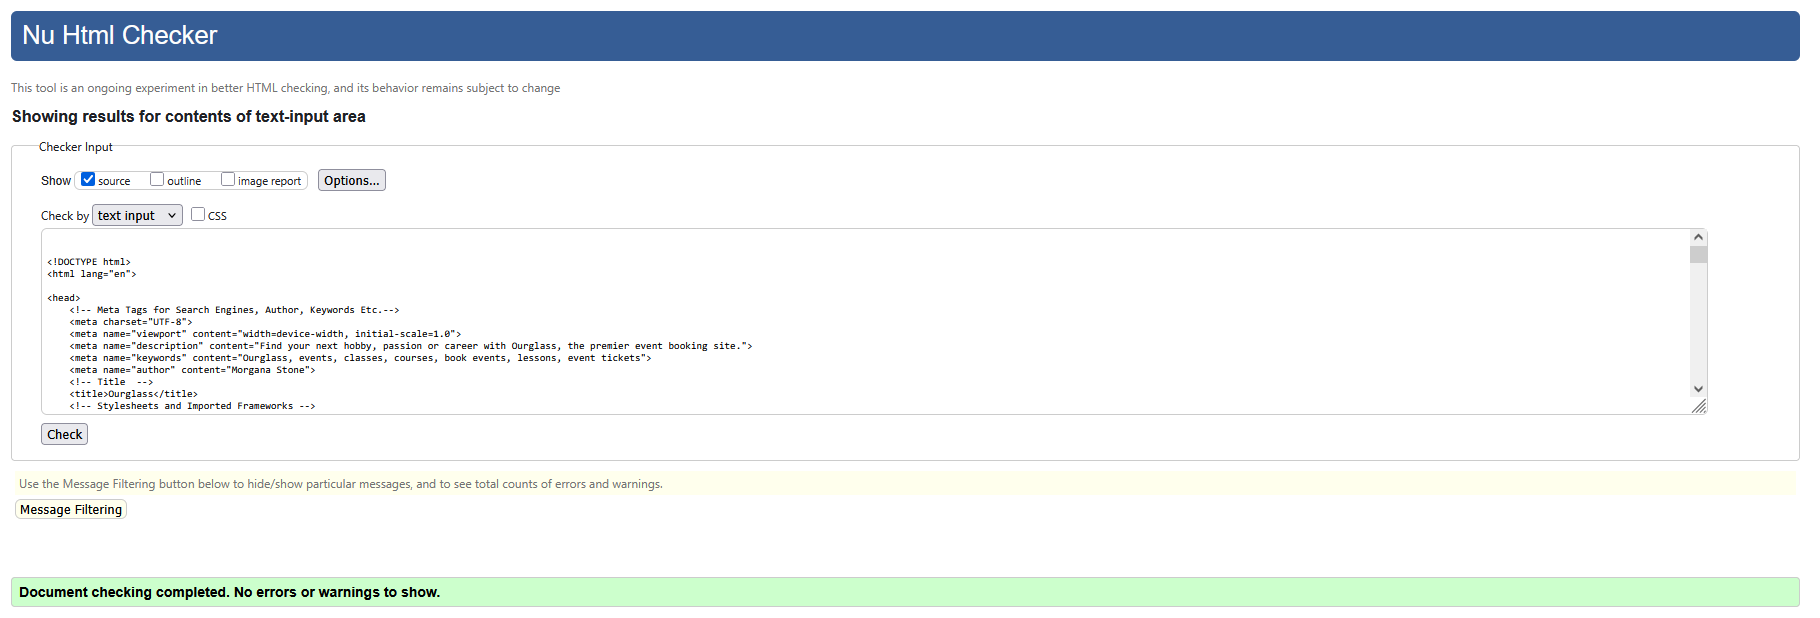 Nu Html Checker
This tool is an ongoing experiment in better HTML checking, and its behavior remains subject to change
Showing results for contents of text-input area
Checker Input
Show source outline image report Options...
Check by text input CSS
<!DOCTYPE html>
<html lang="en">
<head>
<!-- Meta Tags for Search Engines, Author, Keywords Etc.-->
<meta charset="UTF-8">
<meta name="viewport" content="width=device-width, initial-scale=1.0">
<meta name="description" content="Find your next hobby, passion or career with Ourglass, the premier event booking site.">
<meta name="keywords" content="Ourglass, events, classes, courses, book events, lessons, event tickets">
<meta name="author" content="Morgana Stone">
<!-- Title  -->
<title>Ourglass</title>
<!-- Stylesheets and Imported Frameworks -->
Check
Use the Message Filtering button below to hide/show particular messages, and to see total counts of errors and warnings.
Message Filtering
Document checking completed. No errors or warnings to show.